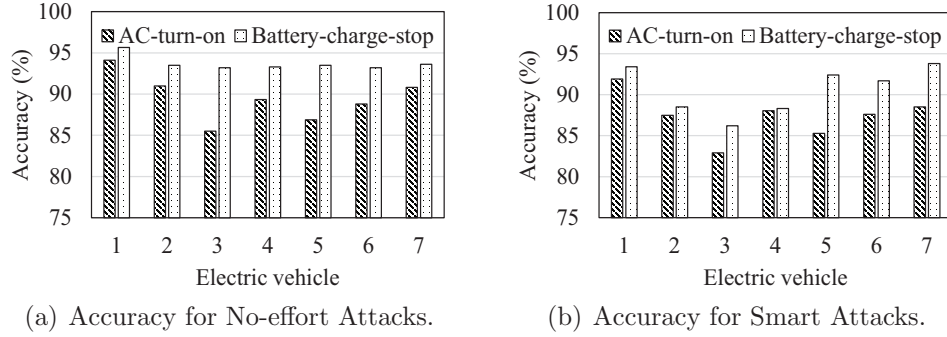 100
95
90
85
80
75
Accuracy (%)
AC-turn-on Battery-charge-stop
1 2 3 4 5 6 7
Electric vehicle
(a) Accuracy for No-effort Attacks.
100
95
90
85
80
75
Accuracy (%)
AC-turn-on Battery-charge-stop
1 2 3 4 5 6 7
Electric vehicle
(b) Accuracy for Smart Attacks.